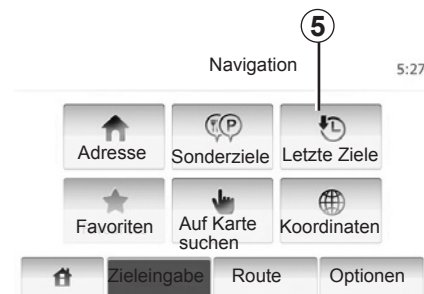 5
Navigation 5:27
Adresse Sonderziele Letzte Ziele
Favoriten Auf Karte suchen Koordinaten
Zieleingabe Route Optionen